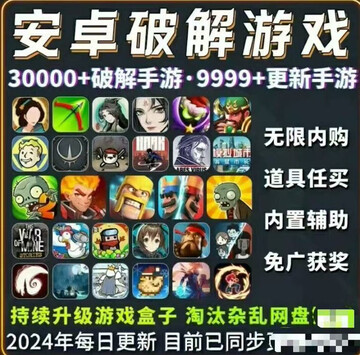 安卓破解游戏
30000+破解手游·9999+更新手游
无限内购
道具任买
内置辅助
免广获奖
WAR
OF MINE
持续升级游戏盒子 淘汰杂乱网盘
2024年每日更新 目前已同步